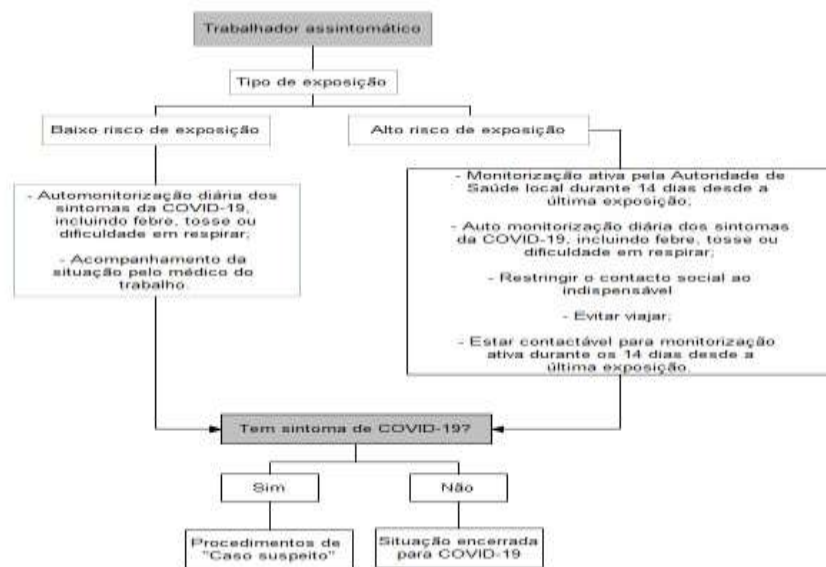 Trabalhador assintomático
Tipo de exposição
Baixo risco de exposição
Alto risco de exposição
- Automonitorização diária dos
sintomas da COVID-19,
incluindo febre, tosse ou
dificuldade em respirar;
- Acompanhamento da
situação pelo médico do
trabalho
- Monitorização ativa pela Autoridade de
Saúde local durante 14 dias desde a
última exposição;
- Auto monitorização diária dos sintomas
da COVID-19, incluindo febre, tosse ou
dificuldade em respirar;
- Restringir o contacto social ao
indispensável
- Evitar viajar;
- Estar contactável para monitorização
ativa durante os 14 dias desde a
última exposição.
Tem sintoma de COVID-19?
Sim
Não
Procedimentos de
"Caso suspeito"
Situação encerrada
para COVID-19